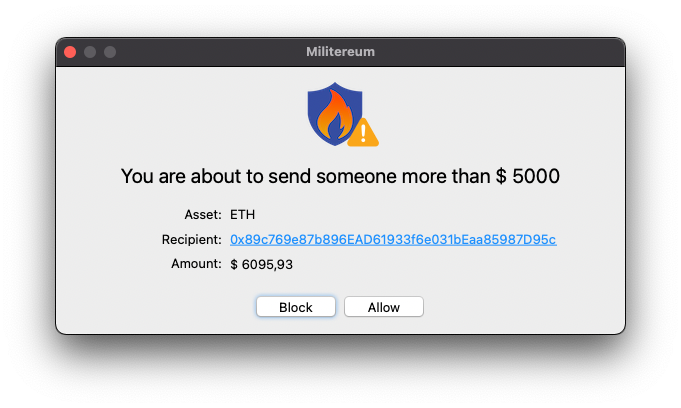 Militereum
You are about to send someone more than $ 5000
Asset: ETH
Recipient: 0x89c769e87b896EAD61933f6e031bEaa85987D95c
Amount: $ 6095,93
Block Allow